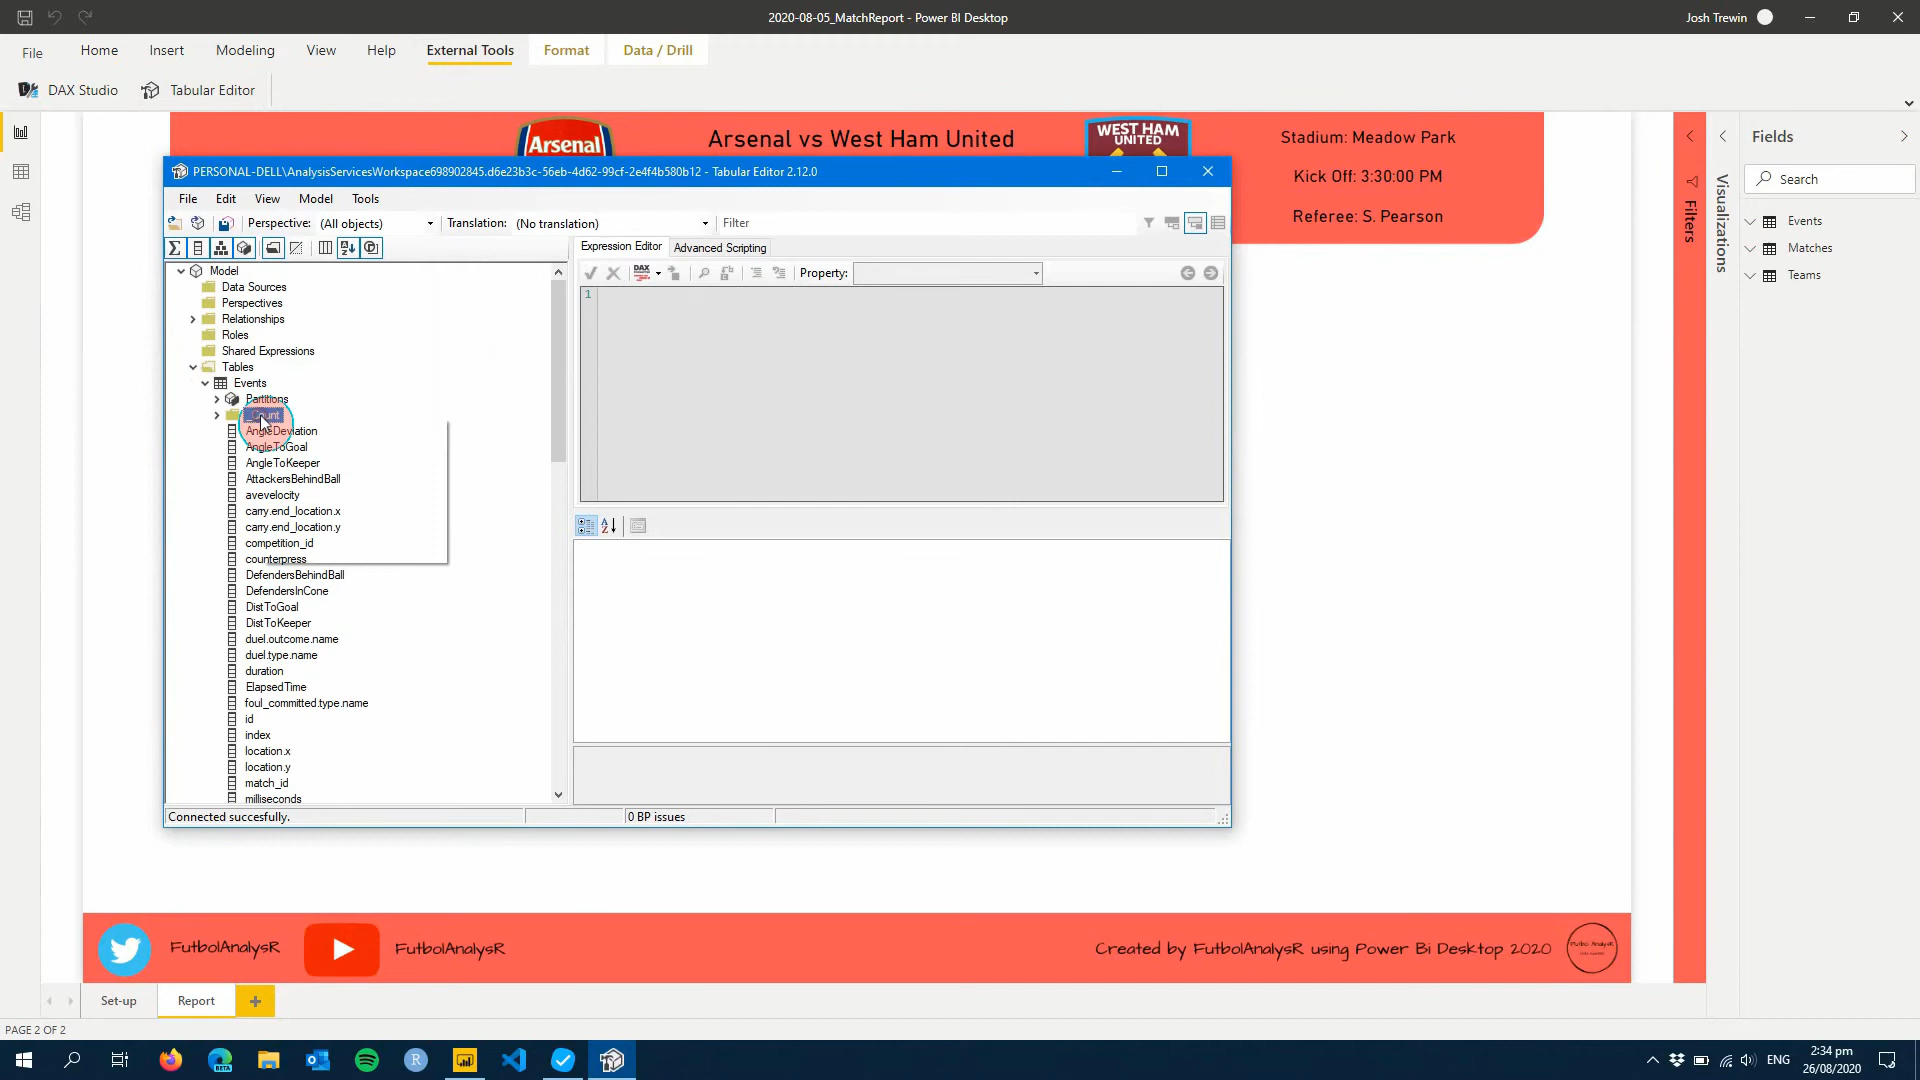 2020-08-05_MatchReport - Power BI Desktop
Josh Trewin
File
Home
Insert
Modeling
View
Help
External Tools
Format
Data / Drill
DAX Studio
Tabular Editor
Arsenal
Arsenal vs West Ham United
WEST HAM
UNITED
Stadium: Meadow Park
Kick Off: 3:30:00 PM
Referee: S. Pearson
Filters
Visualizations
Fields
Search
Events
Matches
Teams
PERSONAL-DELL\AnalysisServicesWorkspace698902845.d6e23b3c-56eb-4d62-99cf-2e4f4b580b12 - Tabular Editor 2.12.0
File
Edit
View
Model
Tools
Perspective:
(All objects)
Translation:
(No translation)
Filter
Expression Editor
Advanced Scripting
DAX
Property:
1
Model
Data Sources
Perspectives
Relationships
Roles
Shared Expressions
Tables
Events
Partitions
_Count
AngleDeviation
AngleToGoal
AngleToKeeper
AttackersBehindBall
avevelocity
carry.end_location.x
carry.end_location.y
competition_id
counterpress
DefendersBehindBall
DefendersInCone
DistToGoal
DistToKeeper
duel.outcome.name
duel.type.name
duration
ElapsedTime
foul_committed.type.name
id
index
location.x
location.y
match_id
milliseconds
Connected succesfully.
0 BP issues
FutbolAnalysR
FutbolAnalysR
Created by FutbolAnalysR using Power Bi Desktop 2020
Set-up
Report
PAGE 2 OF 2
BETA
R
ENG
2:34 pm
26/08/2020